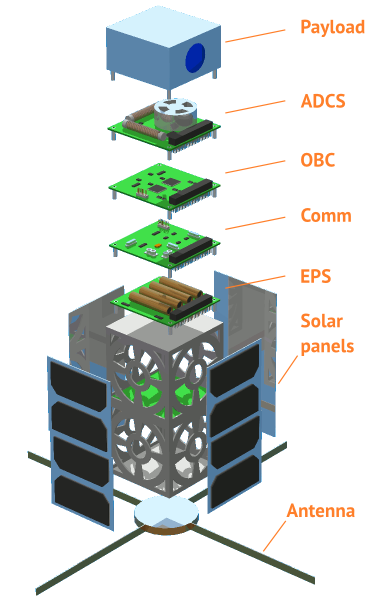 Payload
ADCS
OBC
Comm
EPS
Solar
panels
Antenna